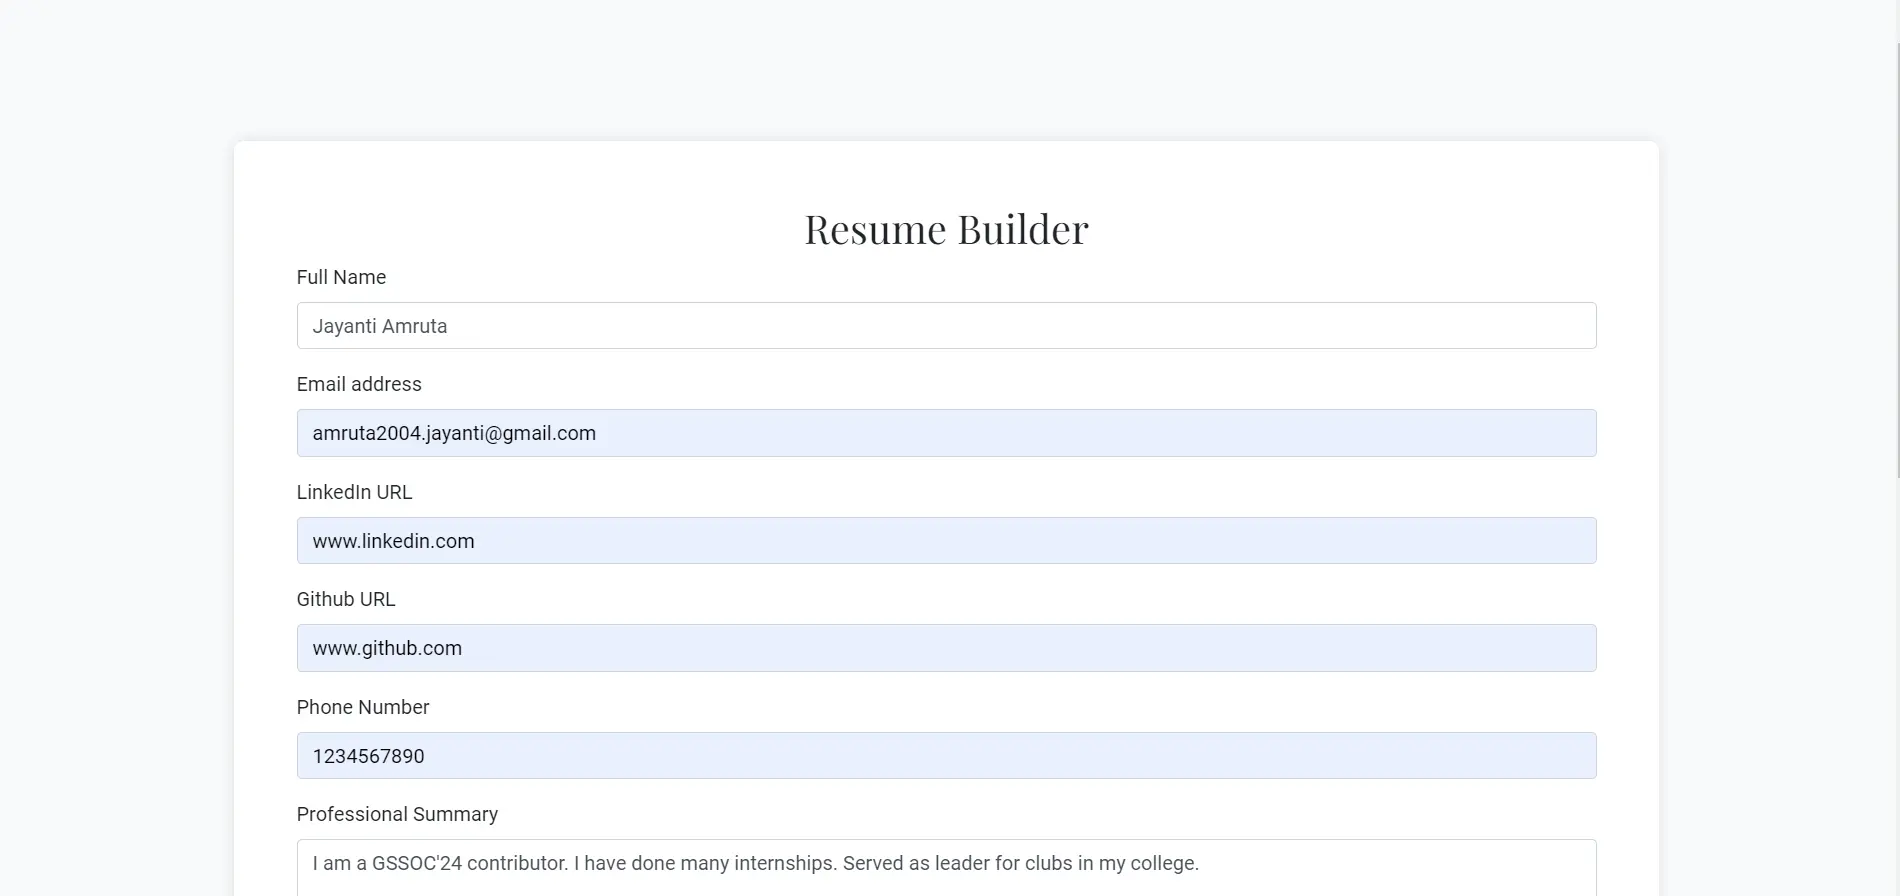 Resume Builder
Full Name
Jayanti Amruta
Email address
amruta2004.jayanti@gmail.com
LinkedIn URL
www.linkedin.com
Github URL
www.github.com
Phone Number
1234567890
Professional Summary
I am a GSSOC'24 contributor. I have done many internships. Served as leader for clubs in my college.